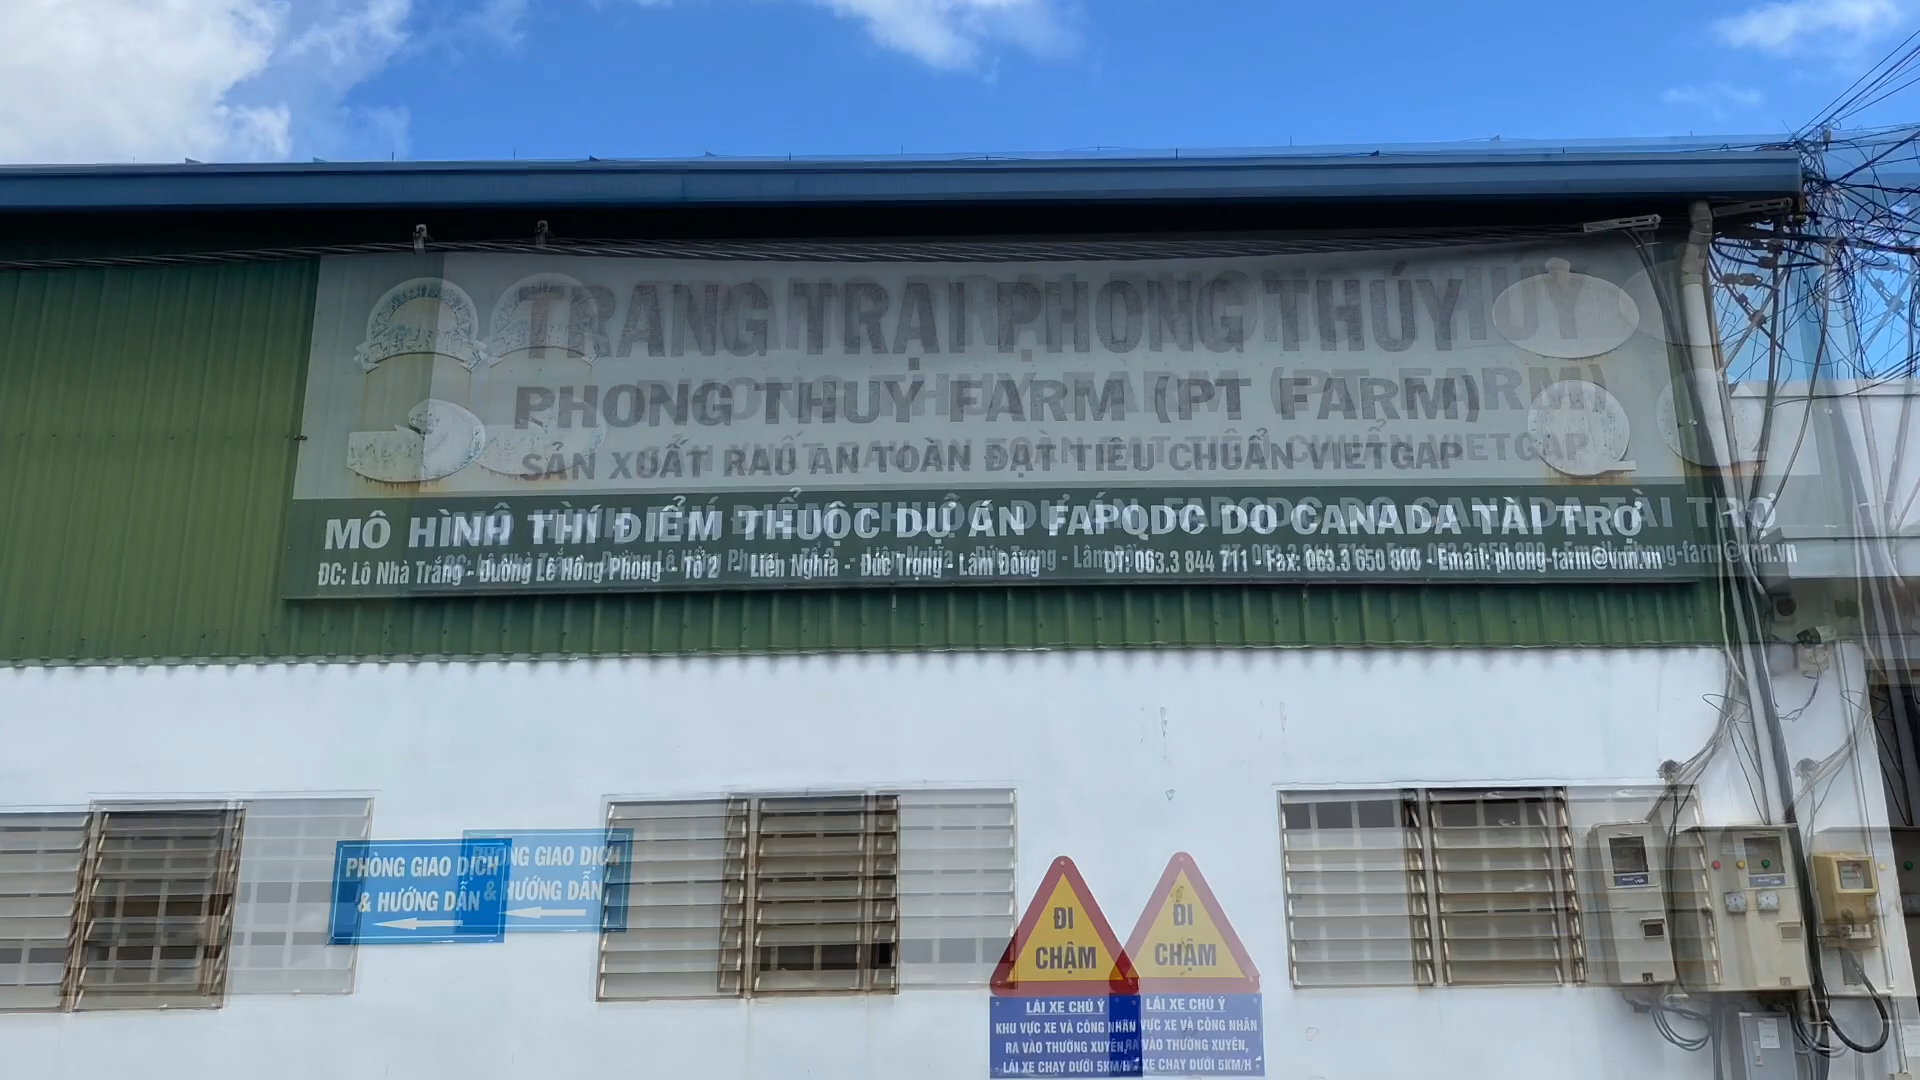 TRANG TRẠI PHONG THÚY
PHONG THUY FARM (PT FARM)
SẢN XUẤT RAU AN TOÀN ĐẠT TIÊU CHUẨN VIETGAP
MÔ HÌNH THÍ ĐIỂM THUỘC DỰ ÁN FAPQDC DO CANADA TÀI TRỢ
ĐC: Lô Nhà Trắng - Đường Lê Hồng Phong - Tổ 2 - Liên Nghĩa - Đức Trọng - Lâm Đồng ĐT: 063.3 844 711 - Fax: 063.3 650 800 - Email: phong-farm@vnn.vn
PHÒNG GIAO DỊCH
& HƯỚNG DẪN
ĐI
CHẬM
LÁI XE CHÚ Ý
KHU VỰC XE VÀ CÔNG NHÂN
RA VÀO THƯỜNG XUYÊN,
LÁI XE CHẠY DƯỚI 5KM/H